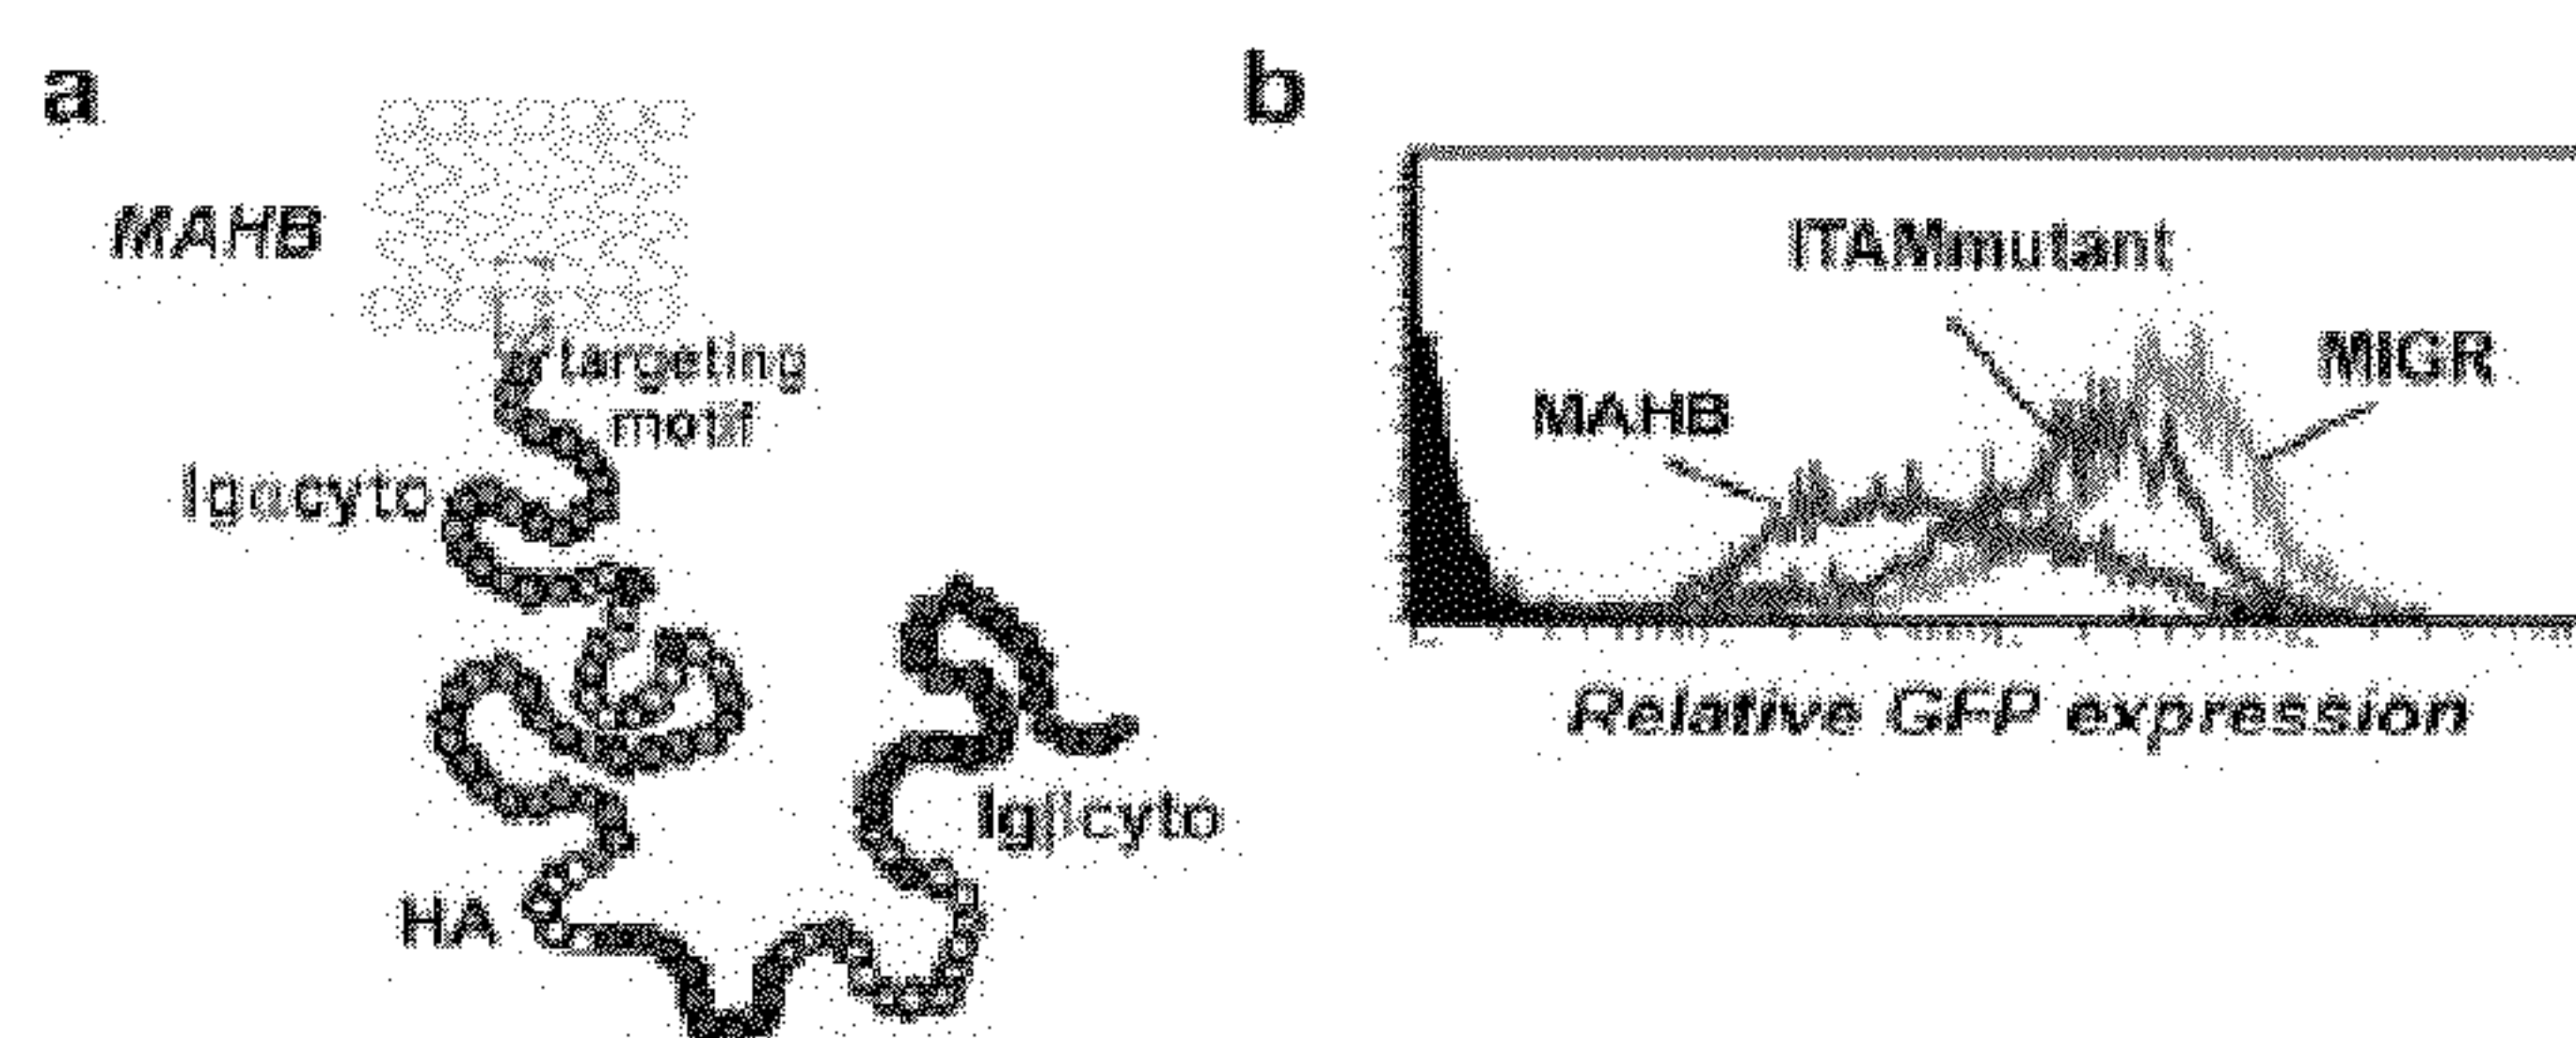 a
MAHB
targeting
motif
Igαcyto
HA
Igβcyto
b
ITAMmutant
MIGR
MAHB
Relative GFP expression